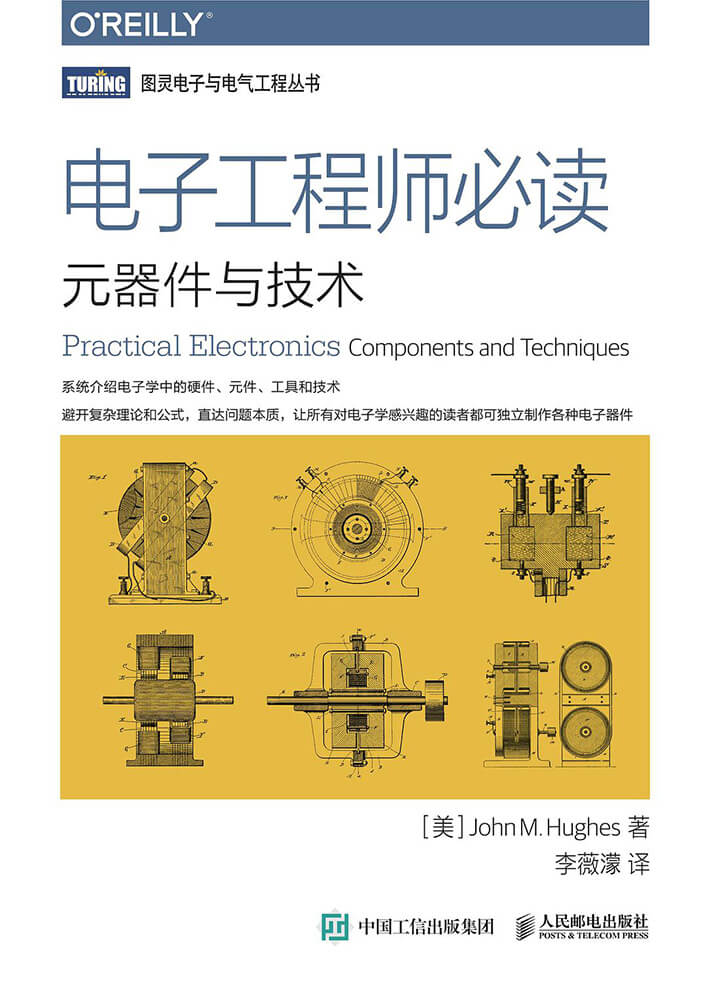 O'REILLY®
TURING 图灵电子与电气工程丛书
电子工程师必读
元器件与技术
Practical Electronics Components and Techniques
系统介绍电子学中的硬件、元件、工具和技术
避开复杂理论和公式，直达问题本质，让所有对电子学感兴趣的读者都可独立制作各种电子器件
[美] John M. Hughes 著
李薇濛 译
中国工信出版集团 人民邮电出版社
POSTS & TELECOM PRESS